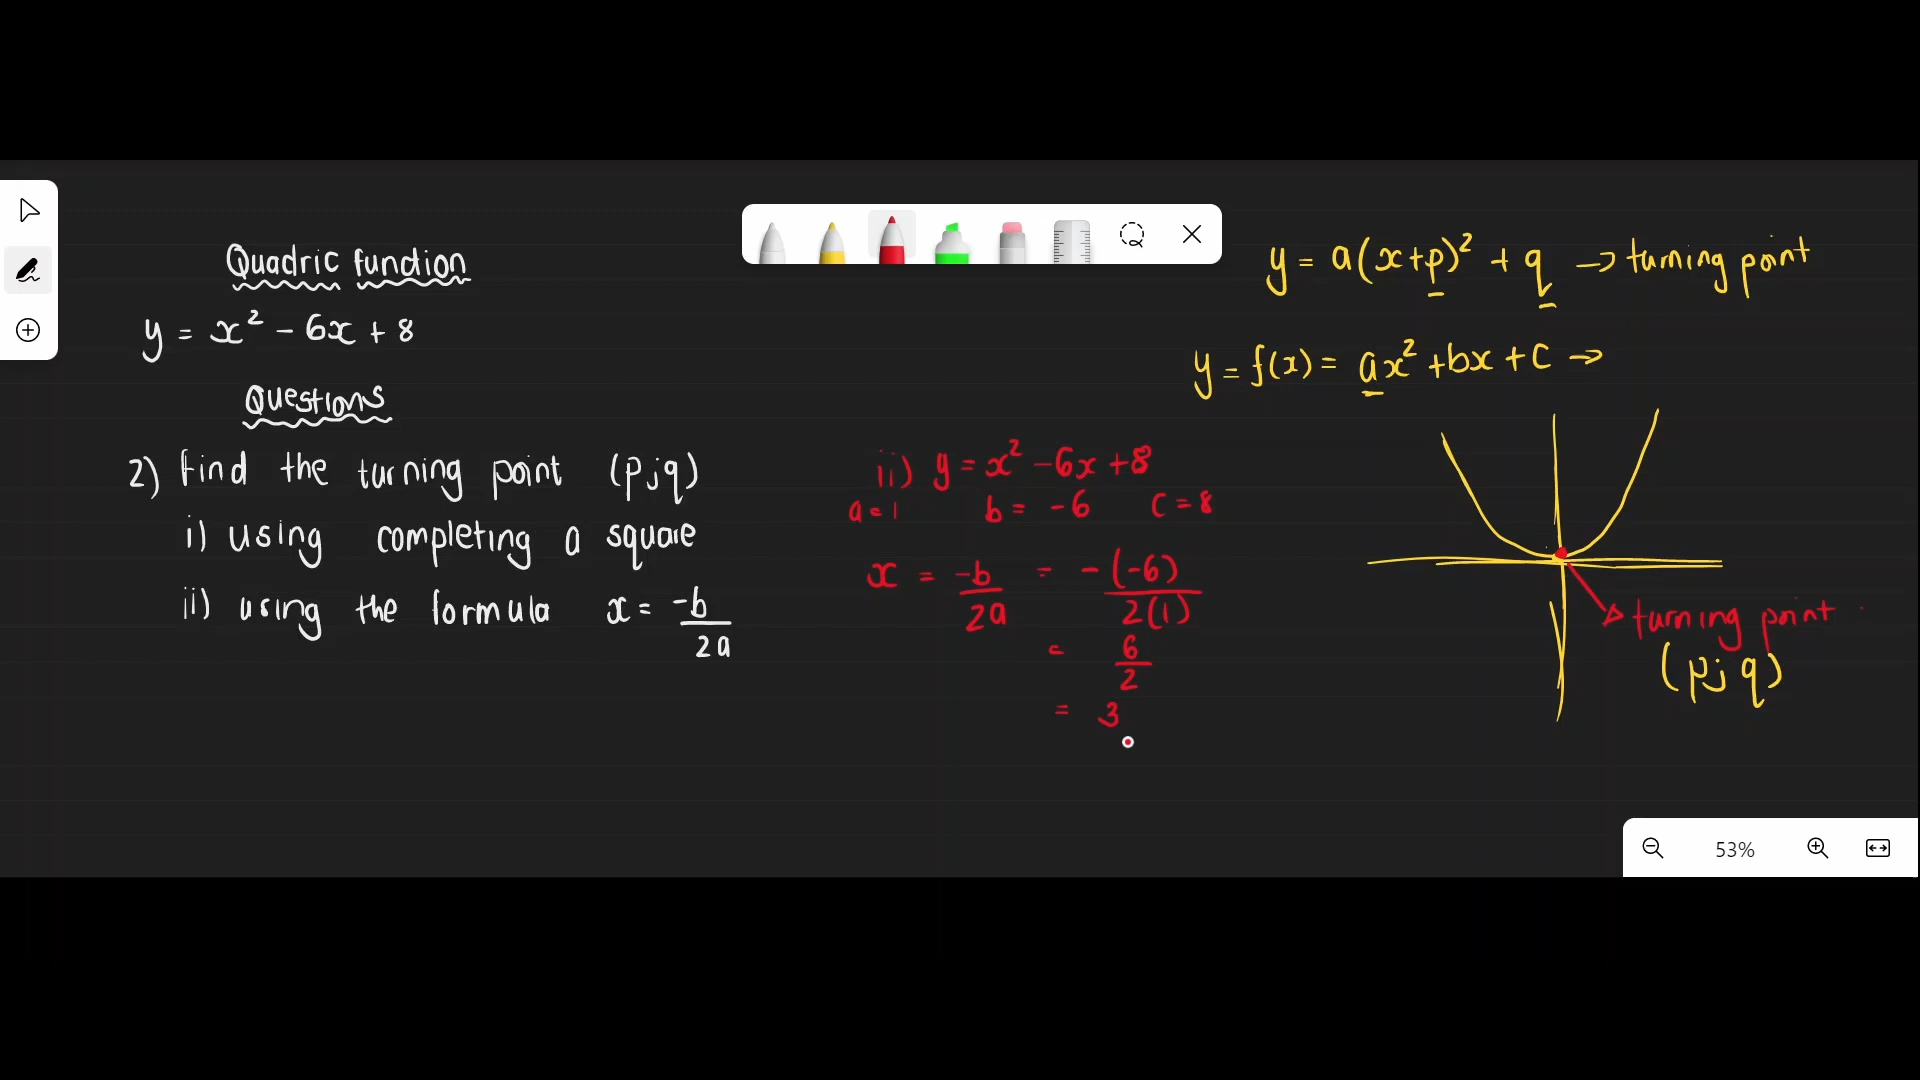 Quadric function
y = x² - 6x + 8
Questions
2) find the turning point (p;q)
i) using completing a square
ii) using the formula x = -b/2a
ii) y = x² - 6x + 8
a = 1 b = -6 c = 8
x = -b/2a = -(-6)/2(1)
= 6/2
= 3
y = a(x+p)² + q → turning point
y = f(x) = ax² + bx + c →
turning point
(p;q)
53%